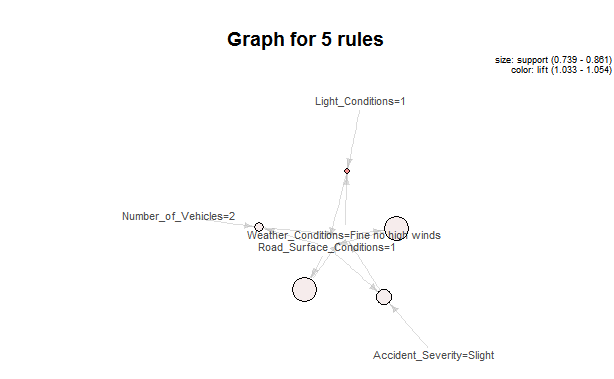 Graph for 5 rules
size: support (0.739 - 0.861)
color: lift (1.033 - 1.054)
Light_Conditions=1
Number_of_Vehicles=2
Weather_Conditions=Fine no high winds
Road_Surface_Conditions=1
Accident_Severity=Slight